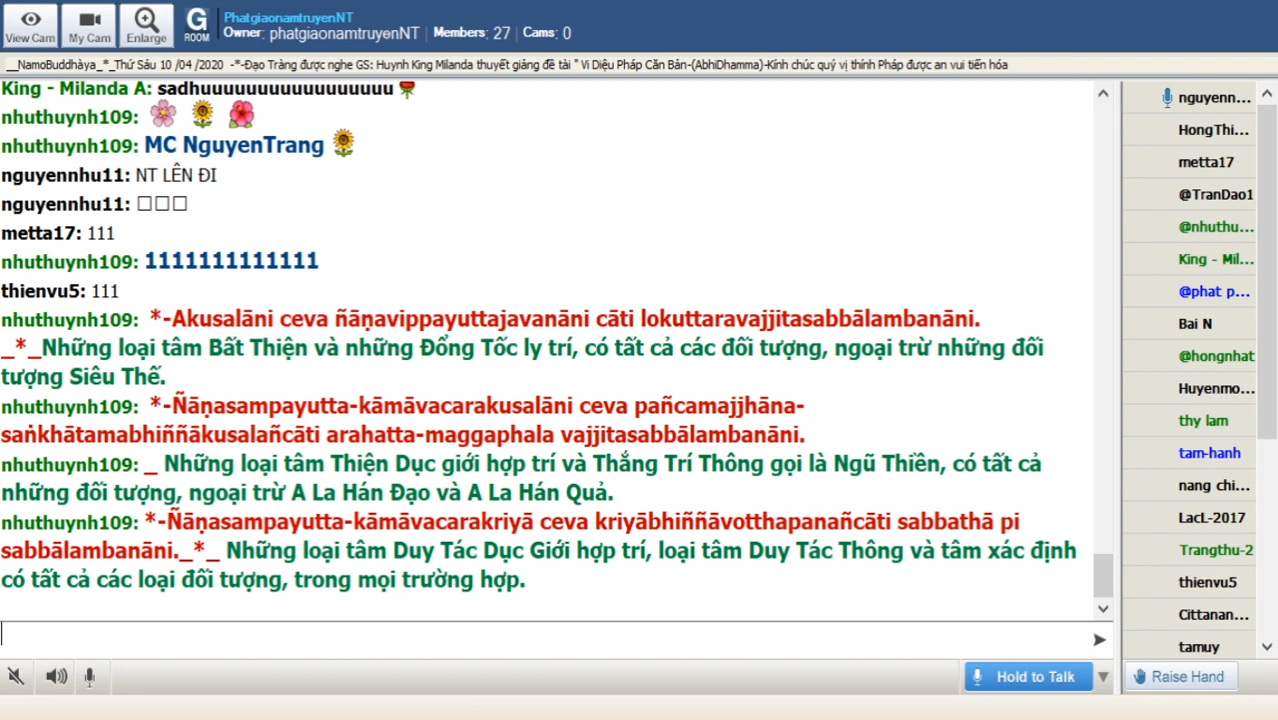 View Cam
My Cam
Enlarge
G
ROOM
PhatgiaonamtruyenNT
Owner: phatgiaonamtruyenNT | Members: 27 | Cams: 0
__NamoBuddhàya_*_Thứ Sáu 10 /04 /2020 -*-Đạo Tràng được nghe GS: Huynh King Milanda thuyết giảng đề tài " Vi Diệu Pháp Căn Bản-(AbhiDhamma)-Kính chúc quý vị thính Pháp được an vui tiến hóa
King - Milanda A: sadhuuuuuuuuuuuuuuuuu
nhuthuynh109:
nhuthuynh109: MC NguyenTrang
nguyennhu11: NT LÊN ĐI
nguyennhu11: □□□
metta17: 111
nhuthuynh109: 1111111111111
thienvu5: 111
nhuthuynh109: *-Akusalāni ceva ñāṇavippayuttajavanāni cāti lokuttaravajjitasabbālambanāni.
_*_Những loại tâm Bất Thiện và những Đổng Tốc ly trí, có tất cả các đối tượng, ngoại trừ những đối
tượng Siêu Thế.
nhuthuynh109: *-Ñāṇasampayutta-kāmāvacarakusalāni ceva pañcamajjhāna-
saṅkhātamabhiññākusalañcāti arahatta-maggaphala vajjitasabbālambanāni.
nhuthuynh109: _ Những loại tâm Thiện Dục giới hợp trí và Thắng Trí Thông gọi là Ngũ Thiền, có tất cả
những đối tượng, ngoại trừ A La Hán Đạo và A La Hán Quả.
nhuthuynh109: *-Ñāṇasampayutta-kāmāvacarakriyā ceva kriyābhiññāvotthapanañcāti sabbathā pi
sabbālambanāni._*_ Những loại tâm Duy Tác Dục Giới hợp trí, loại tâm Duy Tác Thông và tâm xác định
có tất cả các loại đối tượng, trong mọi trường hợp.
nguyenn...
HongThi...
metta17
@TranDao1
@nhuthu...
King - Mil...
@phat p...
Bai N
@hongnhat
Huyenmo...
thy lam
tam-hanh
nang chi...
LacL-2017
Trangthu-2
thienvu5
Cittanan...
tamuy
Hold to Talk
Raise Hand